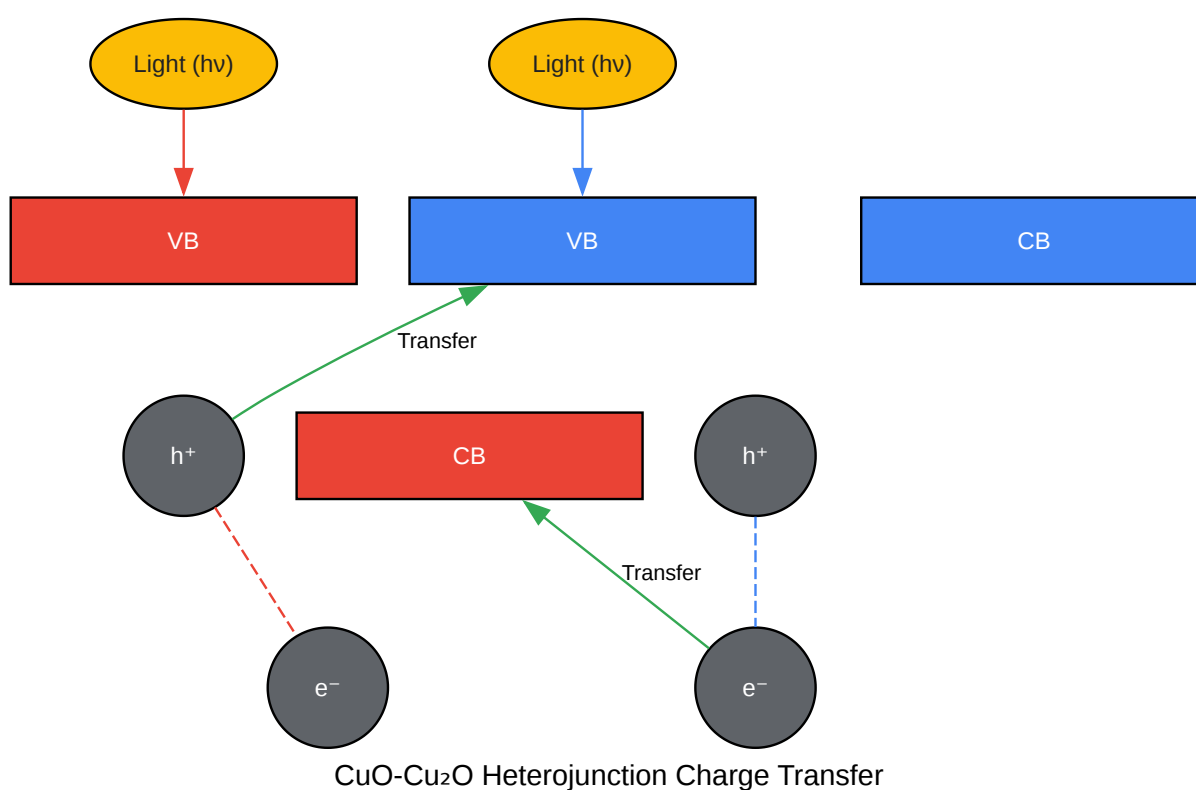 Light (hν)
Light (hν)
VB
VB
CB
Transfer
h⁺
CB
h⁺
Transfer
e⁻
e⁻
CuO-Cu₂O Heterojunction Charge Transfer